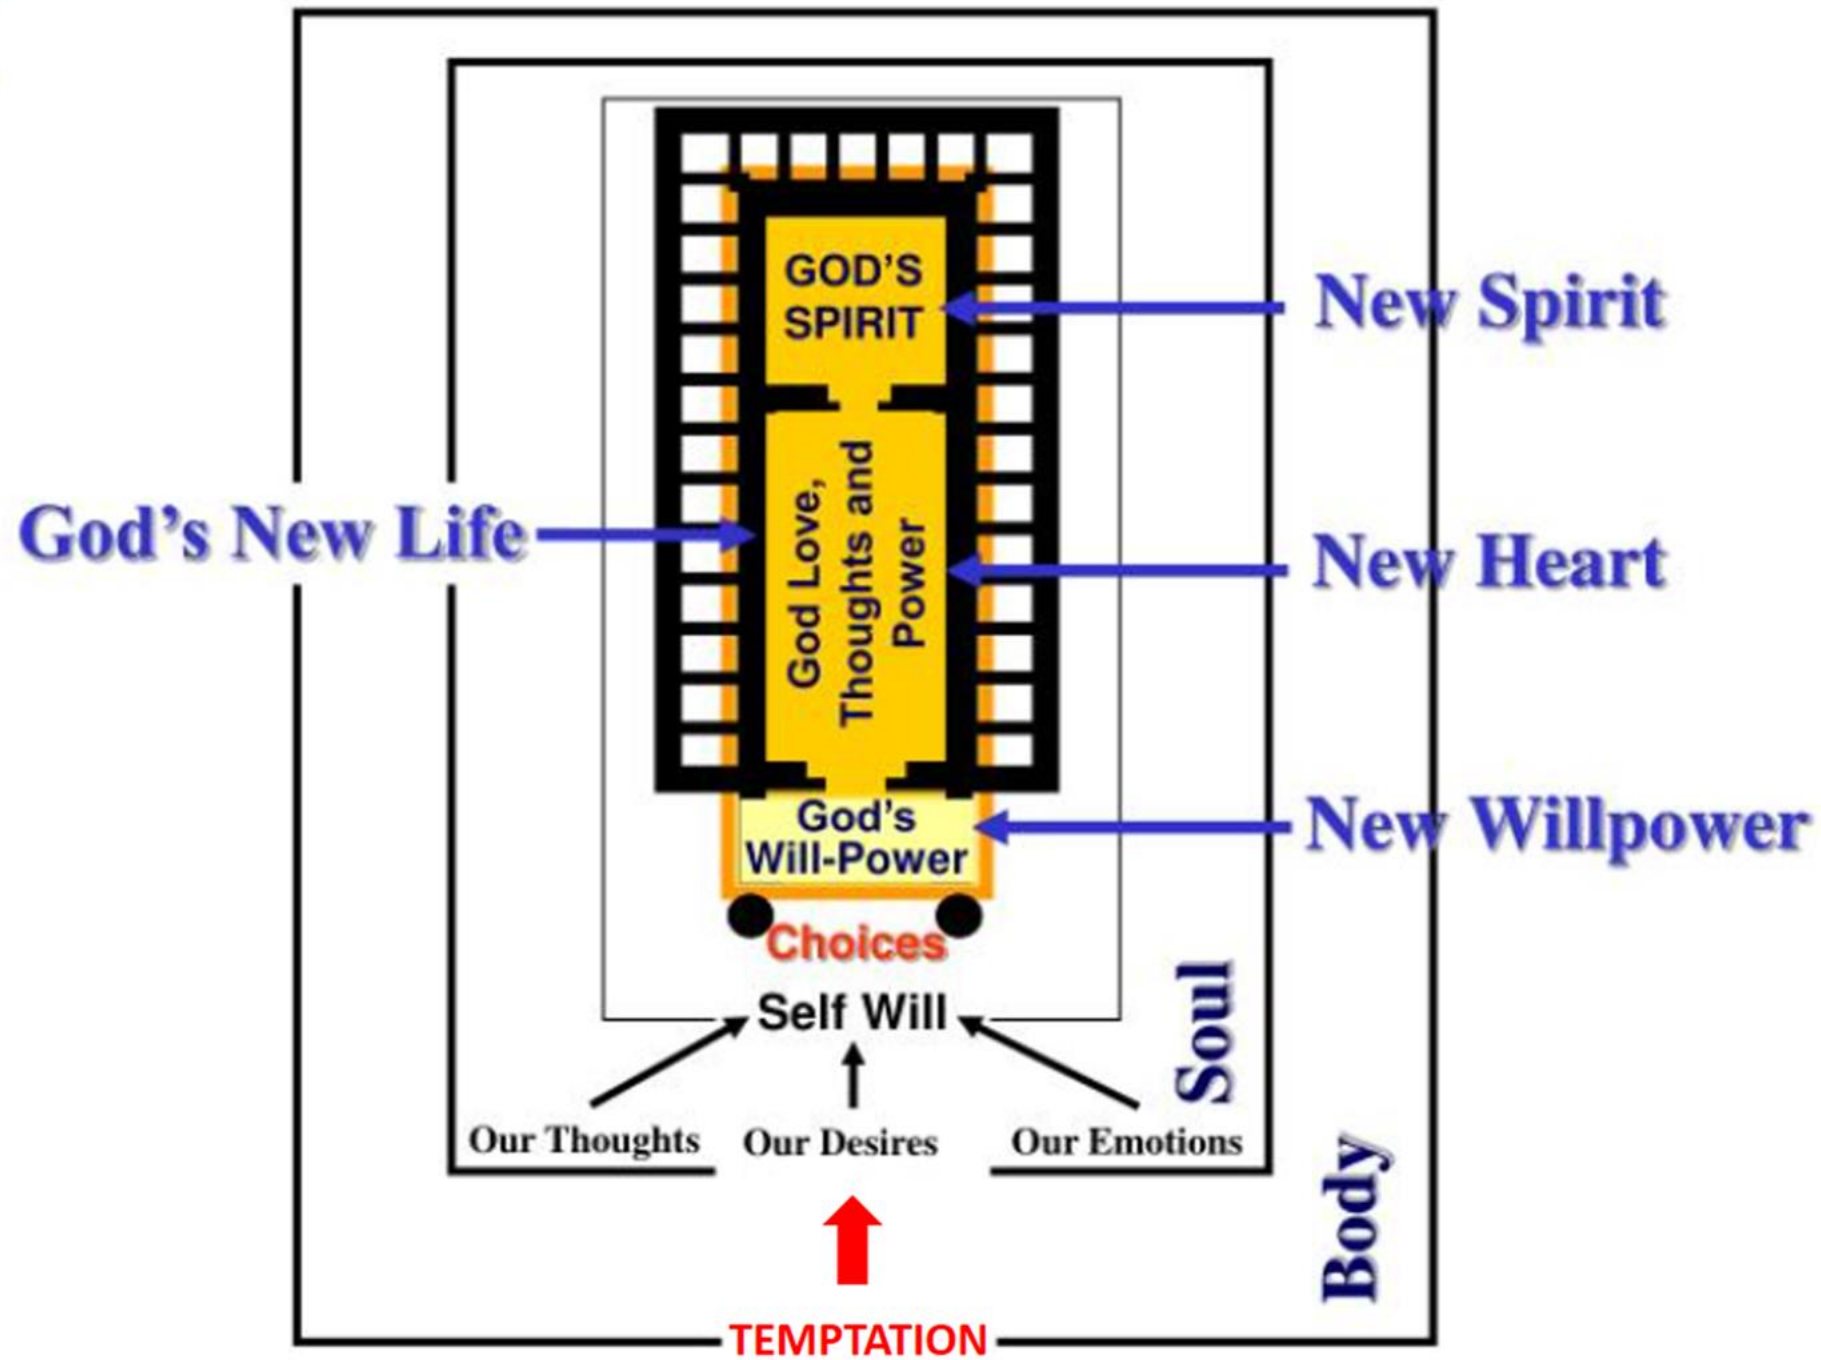 GOD'S
SPIRIT
New Spirit
God Love,
Thoughts and
Power
God's New Life
New Heart
God's
Will-Power
New Willpower
Choices
Self Will
Soul
Our Thoughts
Our Desires
Our Emotions
Body
TEMPTATION